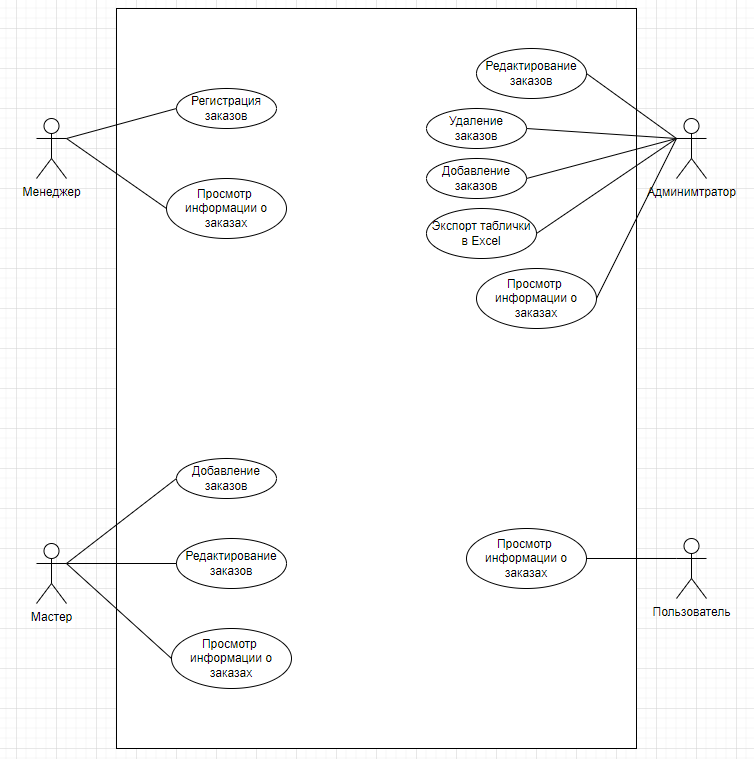 Регистрация
заказов
Менеджер
Просмотр
информации о
заказах
Редактирование
заказов
Удаление
заказов
Добавление
заказов
Экспорт таблички
в Excel
Просмотр
информации о
заказах
Админимтратор
Добавление
заказов
Редактирование
заказов
Просмотр
информации о
заказах
Мастер
Просмотр
информации о
заказах
Пользователь